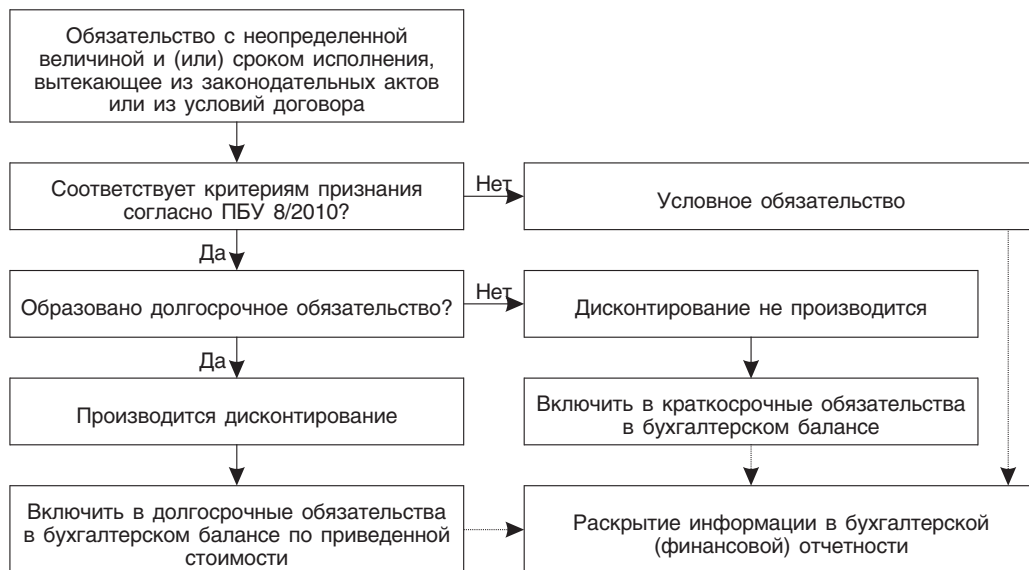 Обязательство с неопределенной
величиной и (или) сроком исполнения,
вытекающее из законодательных актов
или из условий договора
Соответствует критериям признания
согласно ПБУ 8/2010?
Нет
Условное обязательство
Да
Образовано долгосрочное обязательство?
Нет
Дисконтирование не производится
Да
Производится дисконтирование
Включить в краткосрочные обязательства
в бухгалтерском балансе
Включить в долгосрочные обязательства
в бухгалтерском балансе по приведенной
стоимости
Раскрытие информации в бухгалтерской
(финансовой) отчетности